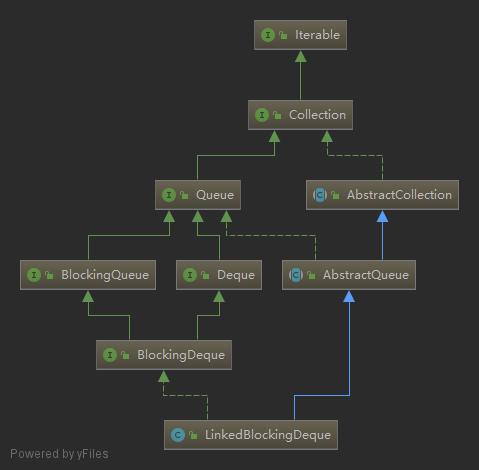 I Iterable
I Collection
I Queue
C AbstractCollection
I BlockingQueue
I Deque
C AbstractQueue
I BlockingDeque
C LinkedBlockingDeque
Powered by yFiles